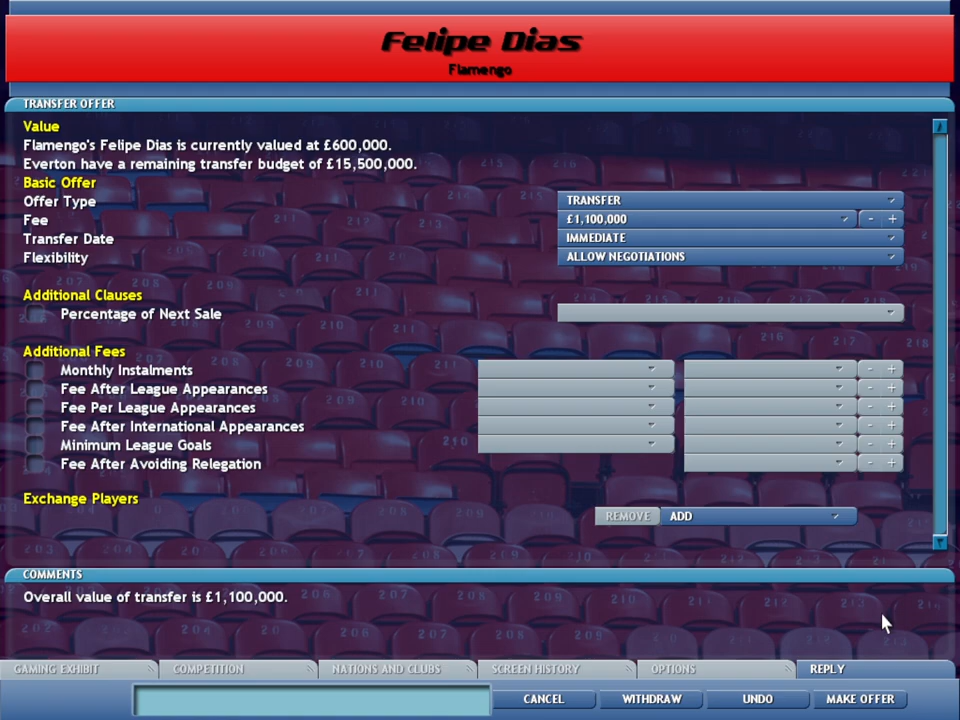 Felipe Dias
Flamengo
TRANSFER OFFER
Value
Flamengo's Felipe Dias is currently valued at £600,000.
Everton have a remaining transfer budget of £15,500,000.
Basic Offer
Offer Type TRANSFER
Fee £1,100,000 - +
Transfer Date IMMEDIATE
Flexibility ALLOW NEGOTIATIONS
Additional Clauses
Percentage of Next Sale
Additional Fees
Monthly Instalments - +
Fee After League Appearances - +
Fee Per League Appearances - +
Fee After International Appearances - +
Minimum League Goals - +
Fee After Avoiding Relegation - +
Exchange Players
REMOVE ADD
COMMENTS
Overall value of transfer is £1,100,000.
GAMING EXHIBIT COMPETITION NATIONS AND CLUBS SCREEN HISTORY OPTIONS REPLY
CANCEL WITHDRAW UNDO MAKE OFFER